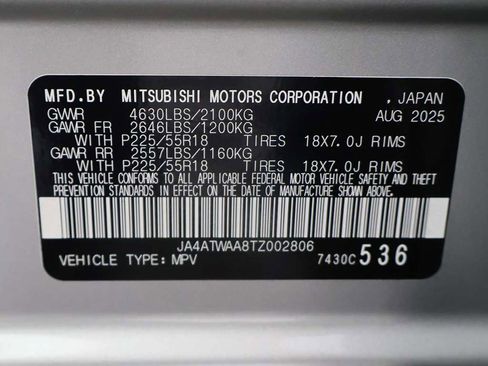 MFD.BY MITSUBISHI MOTORS CORPORATION , JAPAN
GVWR 4630LBS/2100KG AUG 2025
GAWR FR 2646LBS/1200KG
WITH P225/55R18 TIRES 18X7.0J RIMS
GAWR RR 2557LBS/1160KG
WITH P225/55R18 TIRES 18X7.0J RIMS
THIS VEHICLE CONFORMS TO ALL APPLICABLE FEDERAL MOTOR VEHICLE SAFETY AND THEFT
PREVENTION STANDARDS IN EFFECT ON THE DATE OF MANUFACTURE SHOWN ABOVE.
JA4ATWAA8TZ002806
VEHICLE TYPE: MPV 7430C 536